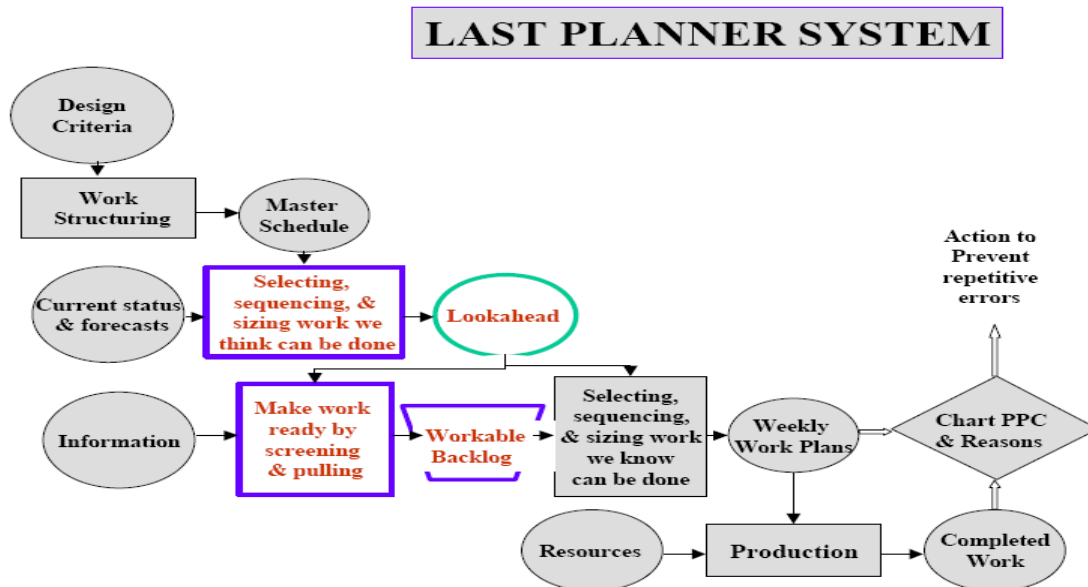 LAST PLANNER SYSTEM
Design
Criteria
Work
Structuring
Master
Schedule
Current status
& forecasts
Selecting,
sequencing, &
sizing work we
think can be done
Lookahead
Action to
Prevent
repetitive
errors
Information
Make work
ready by
screening
& pulling
Workable
Backlog
Selecting,
sequencing,
& sizing work
we know
can be done
Weekly
Work Plans
Chart PPC
& Reasons
Resources
Production
Completed
Work